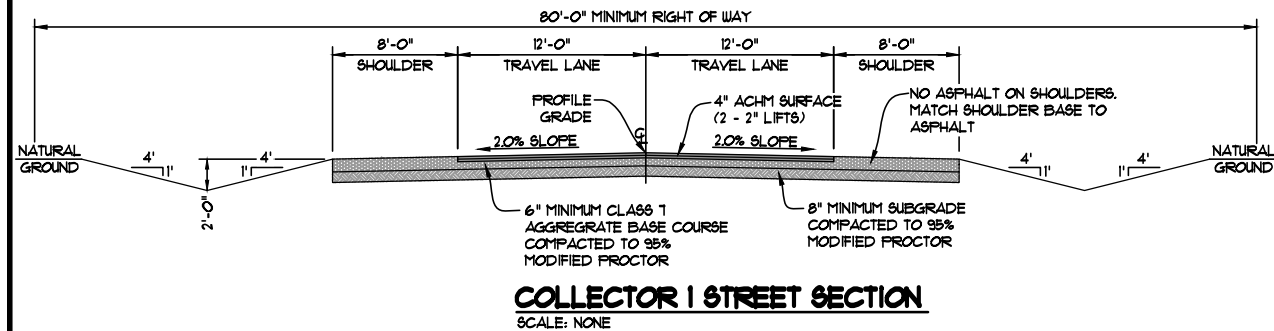 80'-0" MINIMUM RIGHT OF WAY
8'-0"
SHOULDER
12'-0"
TRAVEL LANE
12'-0"
TRAVEL LANE
8'-0"
SHOULDER
PROFILE
GRADE
4" ACHM SURFACE
(2 - 2" LIFTS)
NO ASPHALT ON SHOULDERS.
MATCH SHOULDER BASE TO
ASPHALT
2.0% SLOPE
CL
2.0% SLOPE
NATURAL
GROUND
4'
1'
4'
1'
4'
1'
4'
1'
NATURAL
GROUND
2'-0"
6" MINIMUM CLASS 7
AGGREGRATE BASE COURSE
COMPACTED TO 95%
MODIFIED PROCTOR
8" MINIMUM SUBGRADE
COMPACTED TO 95%
MODIFIED PROCTOR
COLLECTOR 1 STREET SECTION
SCALE: NONE